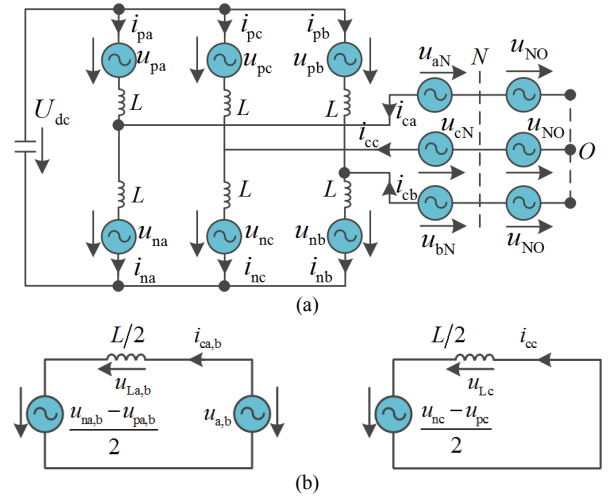 i_pa i_pc i_pb
u_pa u_pc u_pb
u_aN N u_NO
L L L
U_dc
i_ca
i_cc u_cN u_NO O
L L L
i_cb
u_na u_nc u_nb
u_bN u_NO
i_na i_nc i_nb
(a)
L/2 i_ca,b L/2 i_cc
u_La,b u_Lc
u_na,b − u_pa,b / 2 u_a,b u_nc − u_pc / 2
(b)